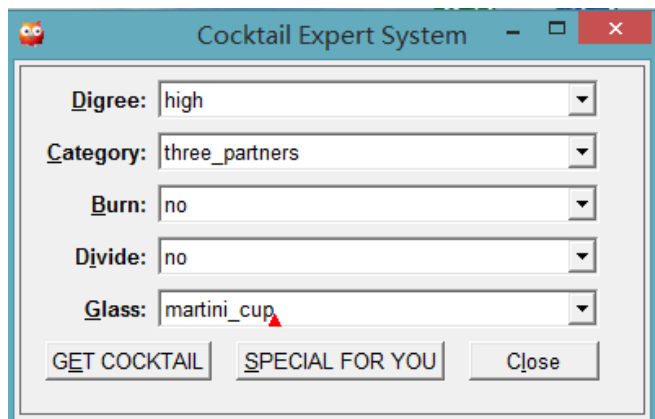 Cocktail Expert System
Digree: high
Category: three_partners
Burn: no
Divide: no
Glass: martini_cup
GET COCKTAIL SPECIAL FOR YOU Close